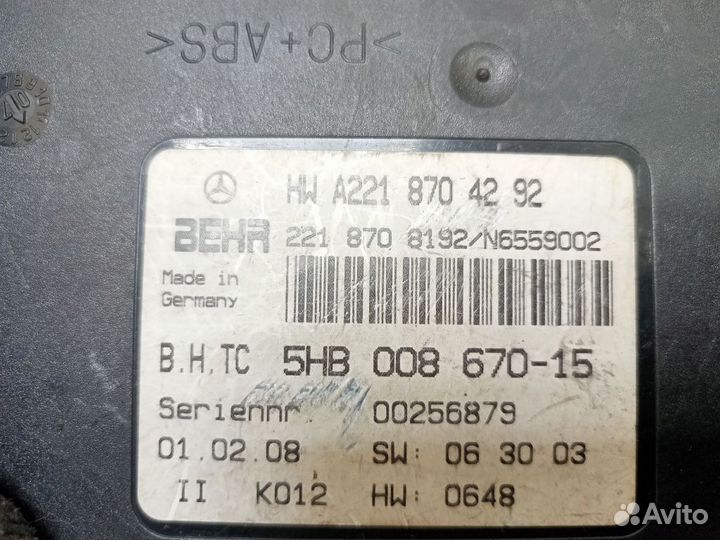 >PC+ABS<
HW A221 870 42 92
BEHR 221 870 8192/N6559002
Made in
Germany
B.H.TC 5HB 008 670-15
Seriennr. 00256879
01.02.08 SW: 06 30 03
II K012 HW: 0648
Avito